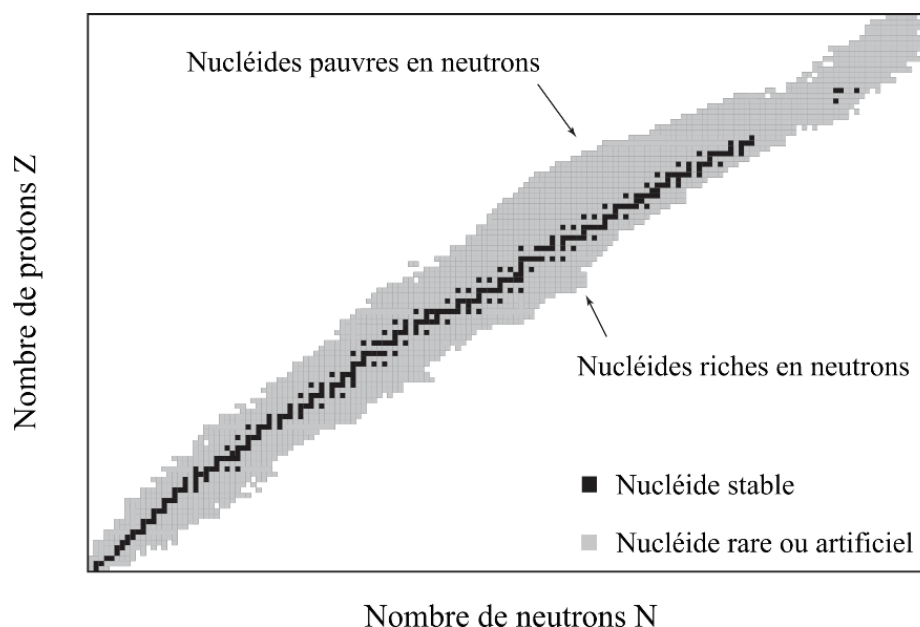 Nucléides pauvres en neutrons
Nombre de protons Z
Nucléides riches en neutrons
Nucléide stable
Nucléide rare ou artificiel
Nombre de neutrons N